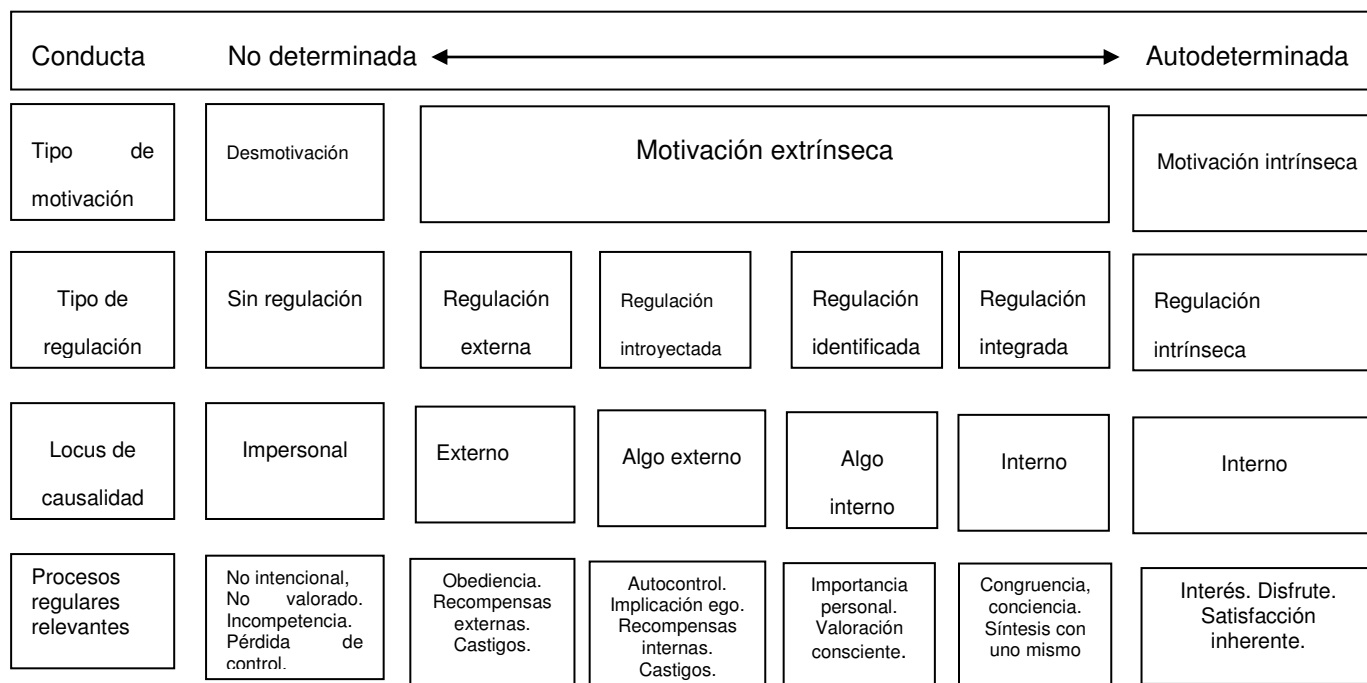 Conducta No determinada Autodeterminada
Tipo de
motivación
Desmotivación
Motivación extrínseca
Motivación intrínseca
Tipo de
regulación
Sin regulación
Regulación
externa
Regulación
introyectada
Regulación
identificada
Regulación
integrada
Regulación
intrínseca
Locus de
causalidad
Impersonal
Externo
Algo externo
Algo
interno
Interno
Interno
Procesos
regulares
relevantes
No intencional,
No valorado.
Incompetencia.
Pérdida de
control.
Obediencia.
Recompensas
externas.
Castigos.
Autocontrol.
Implicación ego.
Recompensas
internas.
Castigos.
Importancia
personal.
Valoración
consciente.
Congruencia,
conciencia.
Síntesis con
uno mismo
Interés. Disfrute.
Satisfacción
inherente.